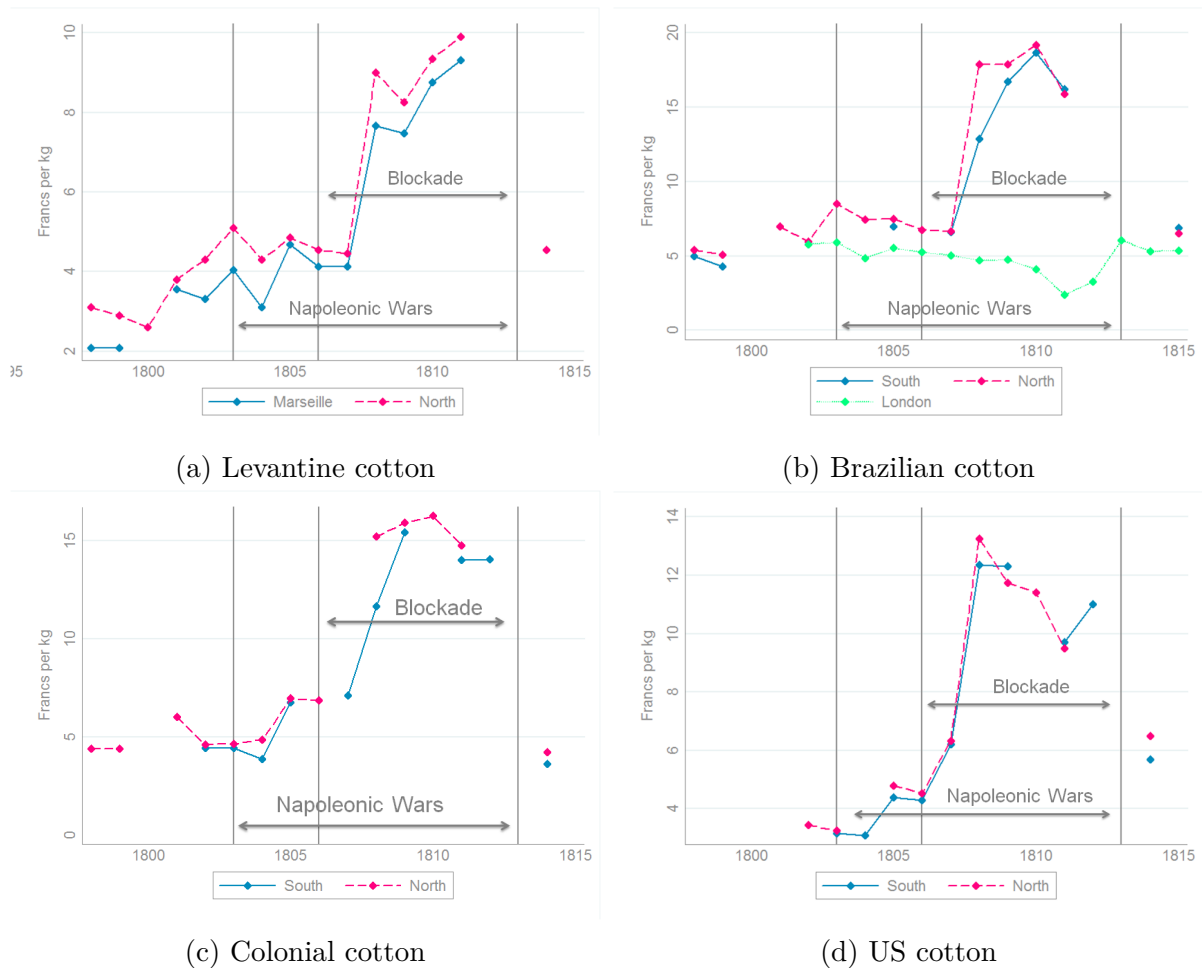 Francs per kg
10
8
6
4
2
Blockade
Napoleonic Wars
95
1800
1805
1810
1815
Marseille
North
(a) Levantine cotton
Francs per kg
20
15
10
5
0
Blockade
Napoleonic Wars
1800
1805
1810
1815
South
North
London
(b) Brazilian cotton
Francs per kg
15
10
5
0
Blockade
Napoleonic Wars
1800
1805
1810
1815
South
North
(c) Colonial cotton
Francs per kg
14
12
10
8
6
4
Blockade
Napoleonic Wars
1800
1805
1810
1815
South
North
(d) US cotton